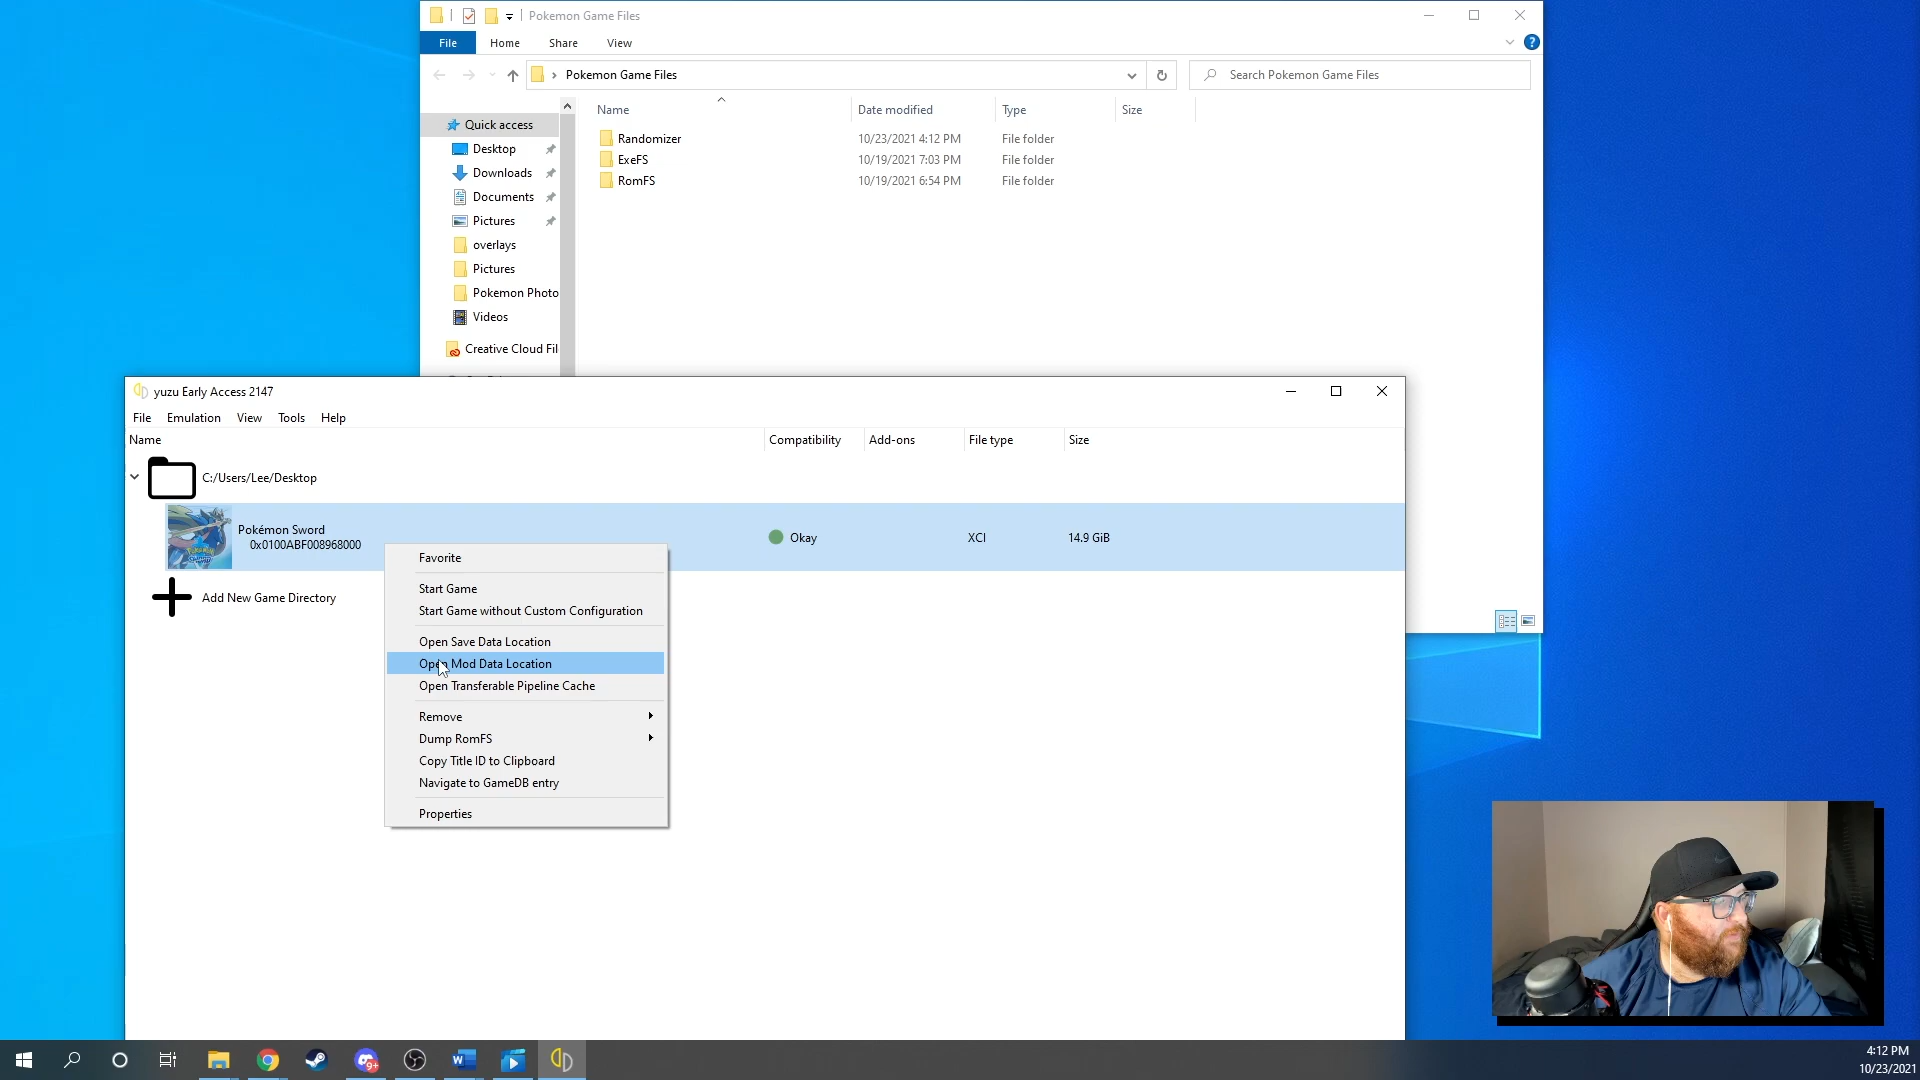 Pokemon Game Files
File
Home
Share
View
Pokemon Game Files
Search Pokemon Game Files
Name
Date modified
Type
Size
Quick access
Desktop
Downloads
Documents
Pictures
overlays
Pictures
Pokemon Photo
Videos
Creative Cloud Fil
Randomizer
10/23/2021 4:12 PM
File folder
ExeFS
10/19/2021 7:03 PM
File folder
RomFS
10/19/2021 6:54 PM
File folder
yuzu Early Access 2147
File
Emulation
View
Tools
Help
Name
Compatibility
Add-ons
File type
Size
C:/Users/Lee/Desktop
Pokémon Sword
0x0100ABF008968000
Okay
XCI
14.9 GiB
Add New Game Directory
Favorite
Start Game
Start Game without Custom Configuration
Open Save Data Location
Open Mod Data Location
Open Transferable Pipeline Cache
Remove
Dump RomFS
Copy Title ID to Clipboard
Navigate to GameDB entry
Properties
9+
4:12 PM
10/23/2021